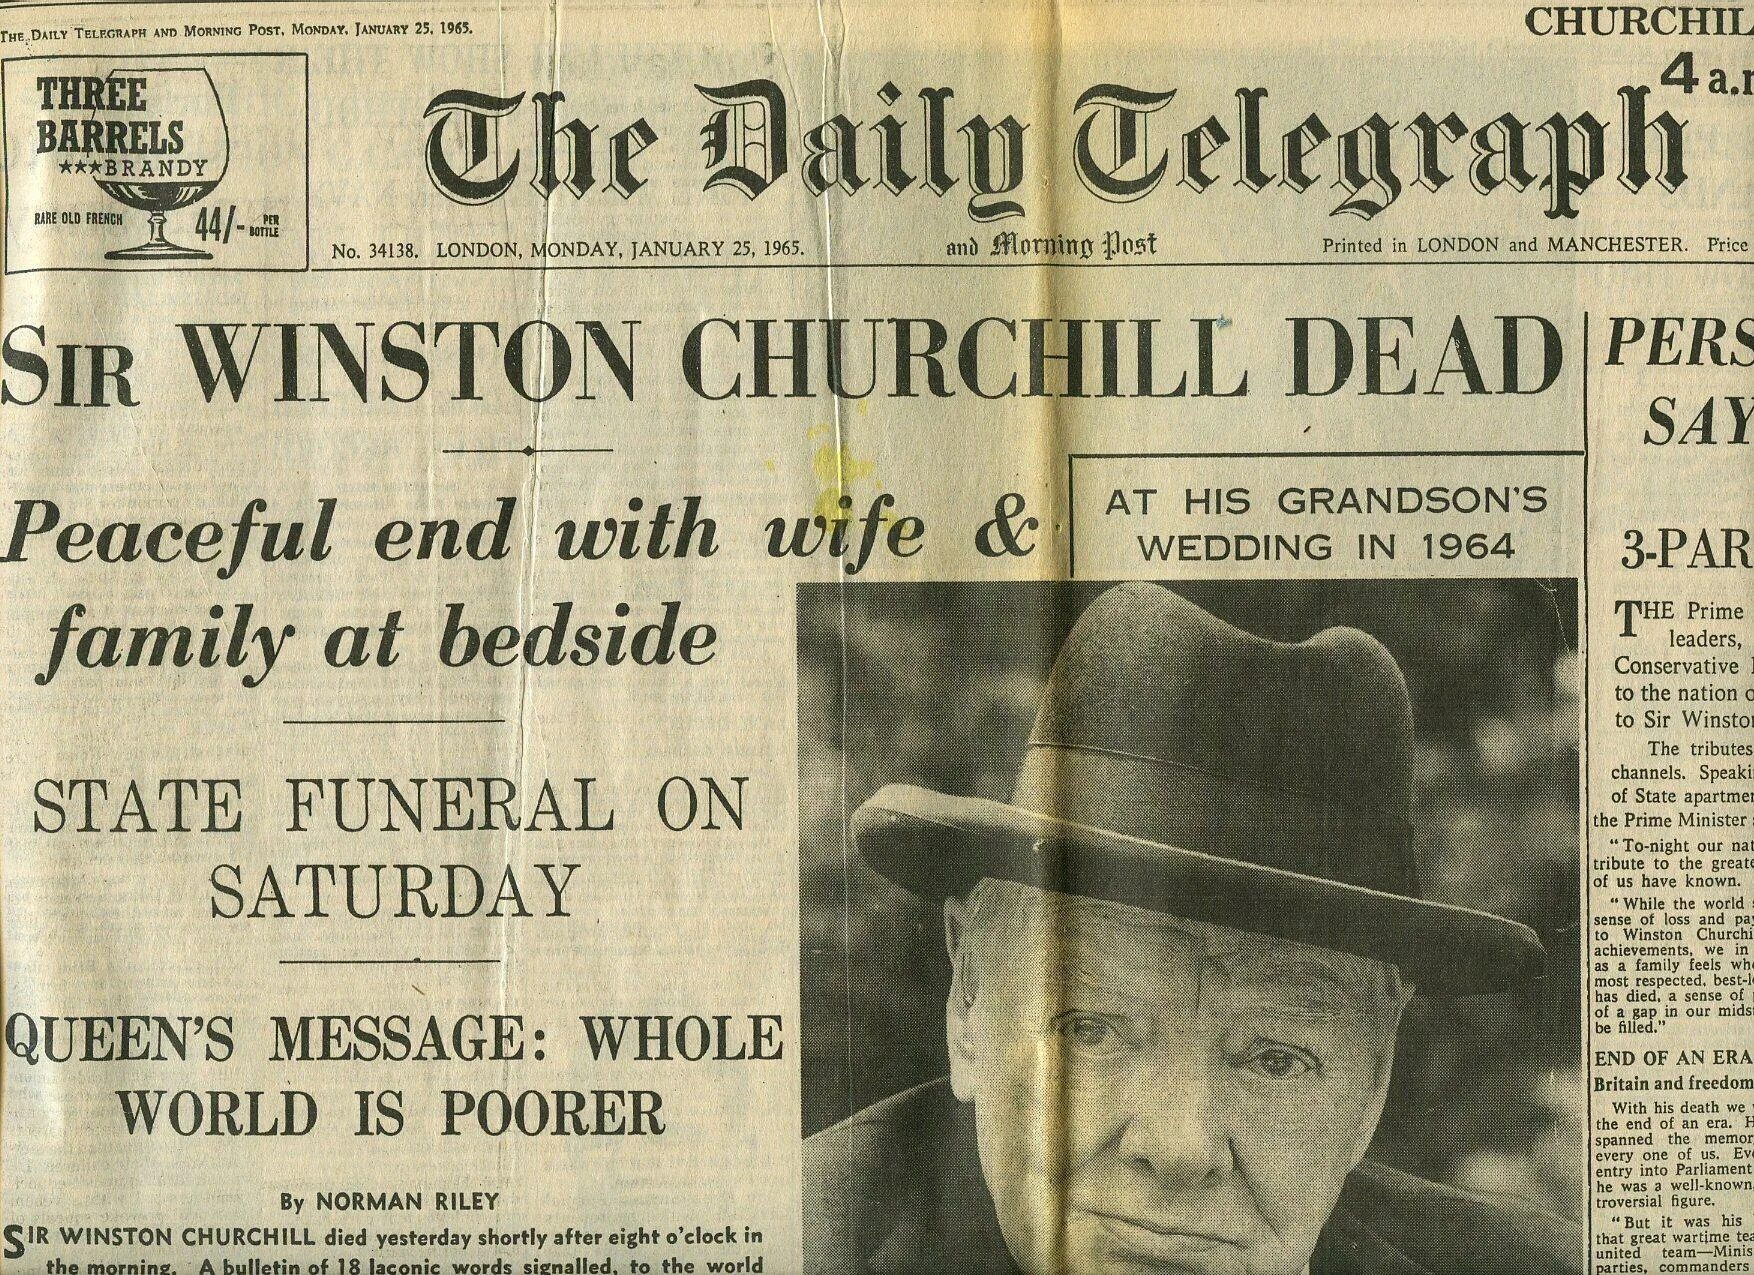 THE DAILY TELEGRAPH AND MORNING POST, MONDAY, JANUARY 25, 1965.
CHURCHIL
4 a.
THREE
BARRELS
★★★BRANDY
RARE OLD FRENCH
44/- PER BOTTLE
The Daily Telegraph
No. 34138. LONDON, MONDAY, JANUARY 25, 1965.
and Morning Post
Printed in LONDON and MANCHESTER. Price
SIR WINSTON CHURCHILL DEAD
Peaceful end with wife &
family at bedside
STATE FUNERAL ON
SATURDAY
QUEEN'S MESSAGE: WHOLE
WORLD IS POORER
By NORMAN RILEY
SIR WINSTON CHURCHILL died yesterday shortly after eight o'clock in
the morning. A bulletin of 18 laconic words signalled, to the world
AT HIS GRANDSON'S
WEDDING IN 1964
PERS
SAY
3-PAR
THE Prime
leaders,
Conservative
to the nation
to Sir Winsto
The tributes
channels. Speaki
of State apartme
the Prime Minister
"To-night our nat
tribute to the great
of us have known.
"While the world
sense of loss and pa
to Winston Churchi
achievements, we in
as a family feels wh
most respected, best-l
has died, a sense of
of a gap in our mids
be filled."
END OF AN ERA
Britain and freedom
With his death we
the end of an era. H
spanned the memor
every one of us. Ev
entry into Parliament
he was a well-known,
troversial figure.
"But it was his
that great wartime tea
united team—Minis
parties, commanders